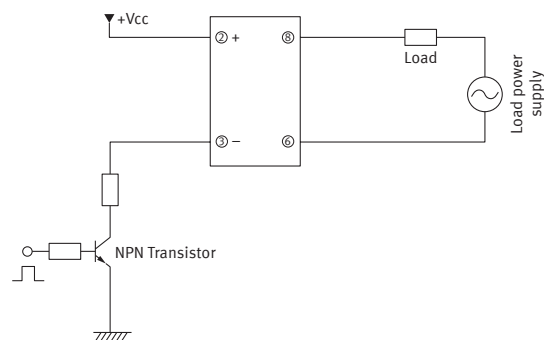 +Vcc
② + ⑧
Load
Load power
supply
③ − ⑥
NPN Transistor